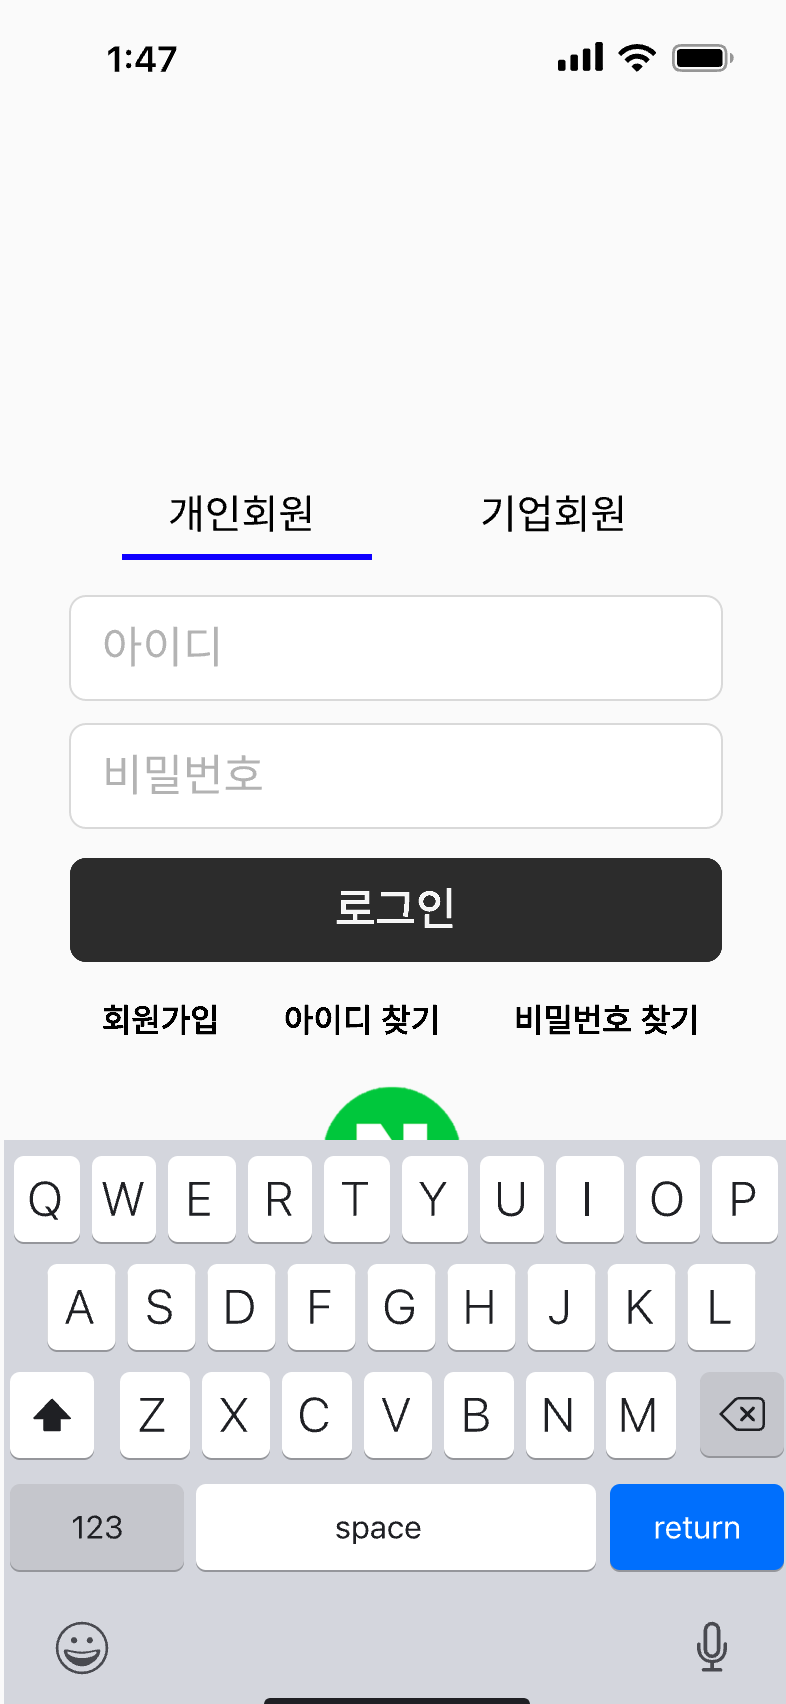 1:47
개인회원 기업회원
아이디
비밀번호
로그인
회원가입 아이디 찾기 비밀번호 찾기
Q W E R T Y U I O P
A S D F G H J K L
Z X C V B N M
123 space return